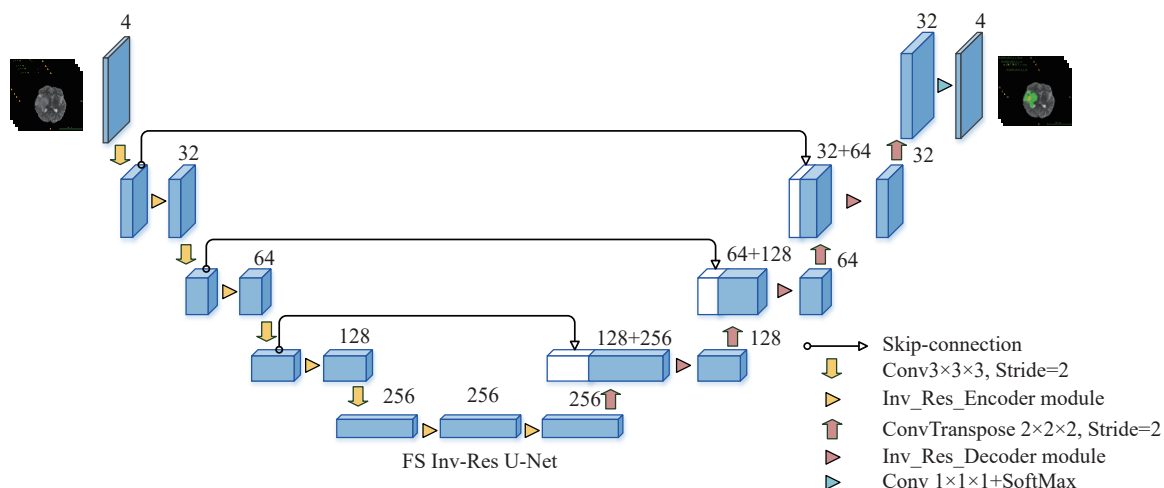 4
32
4
32
32+64
32
64
64+128
64
128
128+256
128
256
256
256
FS Inv-Res U-Net
Skip-connection
Conv3×3×3, Stride=2
Inv_Res_Encoder module
ConvTranspose 2×2×2, Stride=2
Inv_Res_Decoder module
Conv 1×1×1+SoftMax